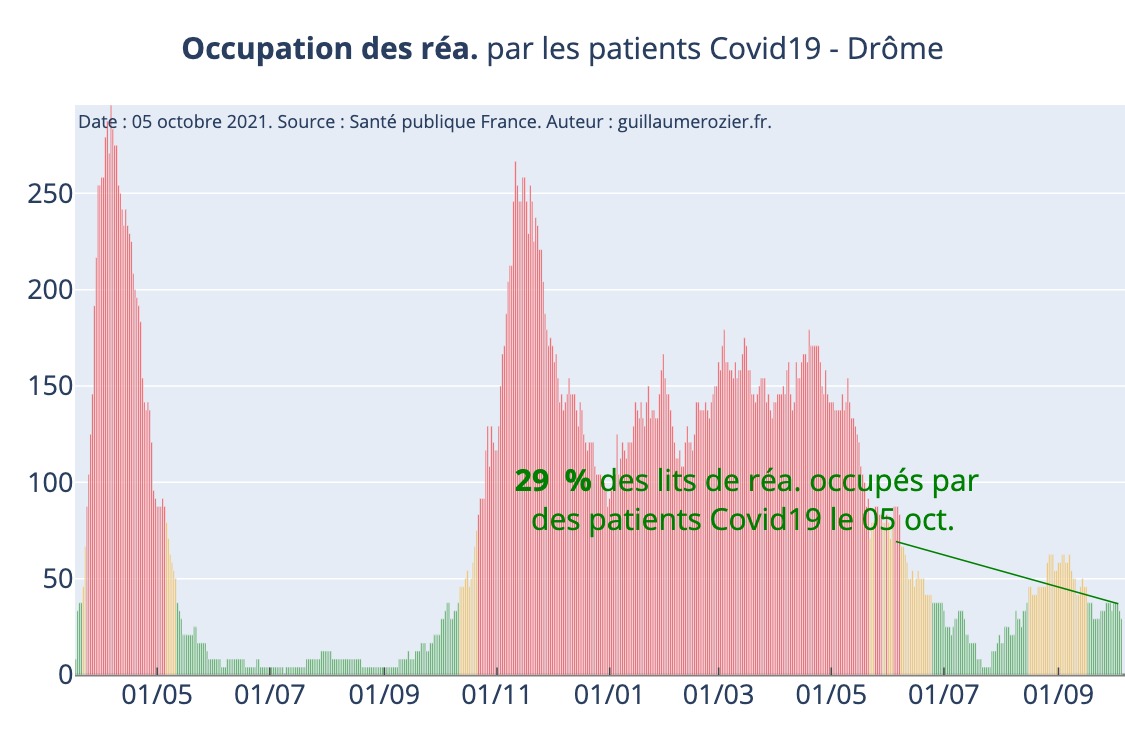 Occupation des réa. par les patients Covid19 - Drôme
Date : 05 octobre 2021. Source : Santé publique France. Auteur : guillaumerozier.fr.
250
200
150
100
50
0
29 % des lits de réa. occupés par
des patients Covid19 le 05 oct.
01/05 01/07 01/09 01/11 01/01 01/03 01/05 01/07 01/09